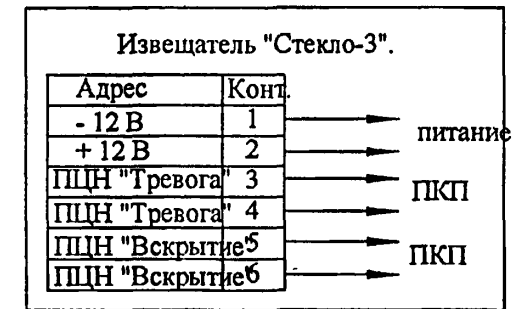 Извещатель "Стекло-3".
Адрес Конт.
- 12 В 1
+ 12 В 2
питание
ПЦН "Тревога" 3
ПКП
ПЦН "Тревога" 4
ПЦН "Вскрытие" 5
ПКП
ПЦН "Вскрытие" 6